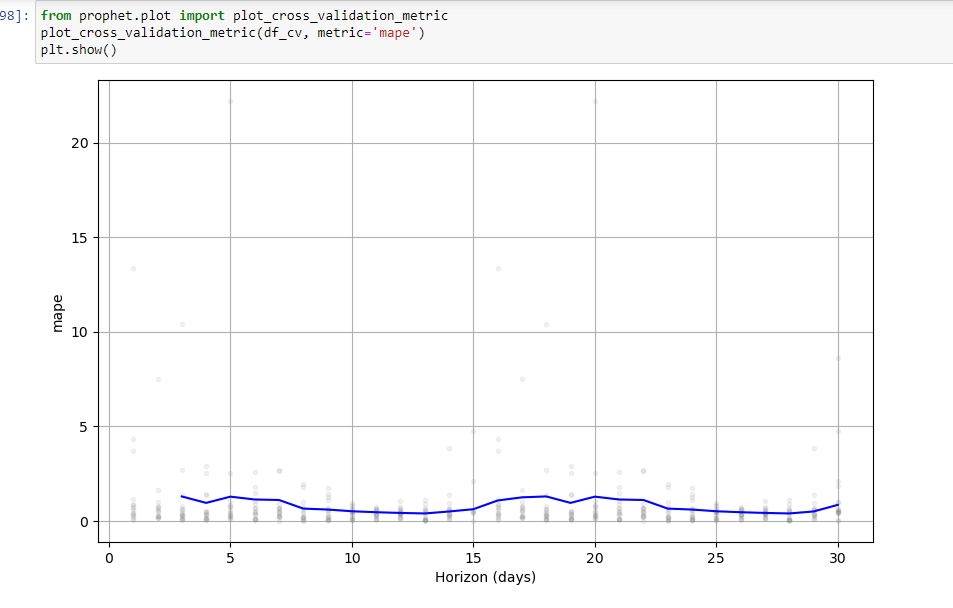 98]: from prophet.plot import plot_cross_validation_metric
plot_cross_validation_metric(df_cv, metric='mape')
plt.show()
20
15
10
5
0
mape
0 5 10 15 20 25 30
Horizon (days)